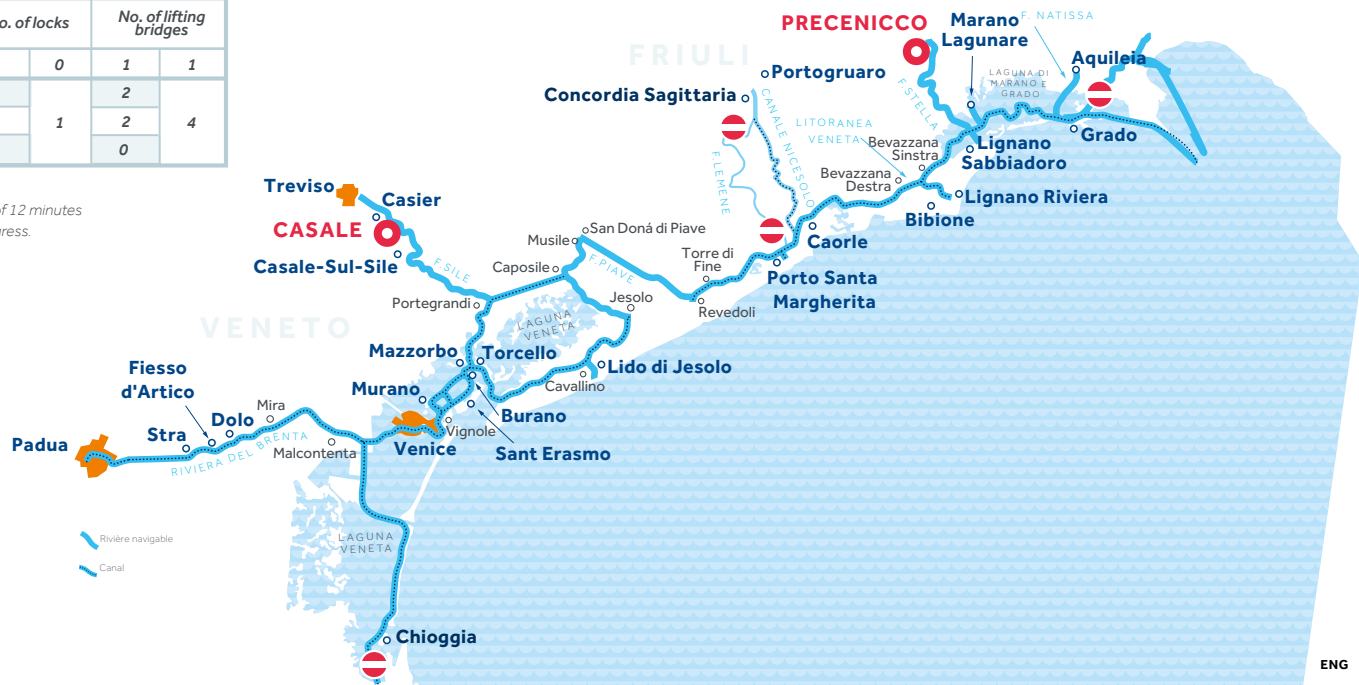 No. of lifting
bridges
of locks
0
1
1
2
1
2
4
0
of 12 minutes
FRIULI
PRECENICCO
Marano
Lagunare
F. NATISSA
Aquileia
Portogruaro
Concordia Sagittaria
CANALE NICESOLO
F. LEMENE
LITORANEA
VENETA
F. STELLA
LAGUNA DI
MARANO E
GRADO
Grado
Bevazzana
Sinstra
Lignano
Sabbiadoro
Bevazzana
Destra
Lignano Riviera
Bibione
Treviso
Casier
CASALE
Casale-Sul-Sile
F. SILE
San Doná di Piave
Musile
Caposile
F. PIAVE
Torre di
Fine
Caorle
Porto Santa
Margherita
Revedoli
Portegrandi
Jesolo
LAGUNA
VENETA
VENETO
Mazzorbo
Torcello
Lido di Jesolo
Cavallino
Fiesso
d'Artico
Murano
Burano
Mira
Dolo
Stra
Padua
RIVIERA DEL BRENTA
Malcontenta
Venice
Vignole
Sant Erasmo
LAGUNA
VENETA
Rivière navigable
Canal
Chioggia
ENG